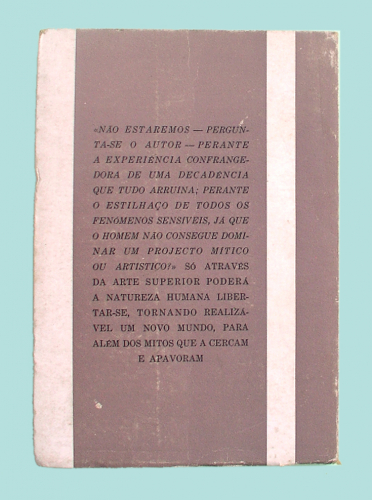 «NÃO ESTAREMOS — PERGUN-
TA-SE O AUTOR — PERANTE
A EXPERIÊNCIA CONFRANGE-
DORA DE UMA DECADÊNCIA
QUE TUDO ARRUINA; PERANTE
O ESTILHAÇO DE TODOS OS
FENÓMENOS SENSÍVEIS, JÁ QUE
O HOMEM NÃO CONSEGUE DOMI-
NAR UM PROJECTO MÍTICO
OU ARTÍSTICO?» SÓ ATRAVÉS
DA ARTE SUPERIOR PODERÁ
A NATUREZA HUMANA LIBER-
TAR-SE, TORNANDO REALIZÁ-
VEL UM NOVO MUNDO, PARA
ALÉM DOS MITOS QUE A CERCAM
E APAVORAM